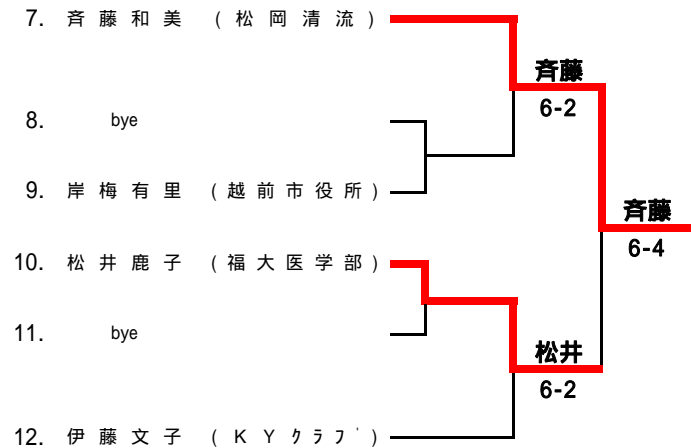 7. 斉藤和美 (松岡清流)
斉藤
6-2
8. bye
9. 岸梅有里 (越前市役所)
斉藤
6-4
10. 松井鹿子 (福大医学部)
11. bye
松井
6-2
12. 伊藤文子 (KYクラブ)